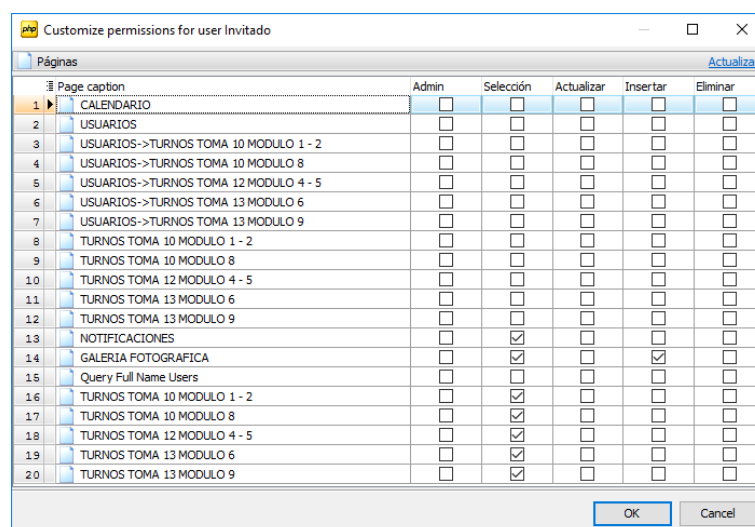 php Customize permissions for user Invitado
Páginas Actualiza
Page caption Admin Selección Actualizar Insertar Eliminar
1 CALENDARIO
2 USUARIOS
3 USUARIOS->TURNOS TOMA 10 MODULO 1 - 2
4 USUARIOS->TURNOS TOMA 10 MODULO 8
5 USUARIOS->TURNOS TOMA 12 MODULO 4 - 5
6 USUARIOS->TURNOS TOMA 13 MODULO 6
7 USUARIOS->TURNOS TOMA 13 MODULO 9
8 TURNOS TOMA 10 MODULO 1 - 2
9 TURNOS TOMA 10 MODULO 8
10 TURNOS TOMA 12 MODULO 4 - 5
11 TURNOS TOMA 13 MODULO 6
12 TURNOS TOMA 13 MODULO 9
13 NOTIFICACIONES
14 GALERIA FOTOGRAFICA
15 Query Full Name Users
16 TURNOS TOMA 10 MODULO 1 - 2
17 TURNOS TOMA 10 MODULO 8
18 TURNOS TOMA 12 MODULO 4 - 5
19 TURNOS TOMA 13 MODULO 6
20 TURNOS TOMA 13 MODULO 9
OK Cancel